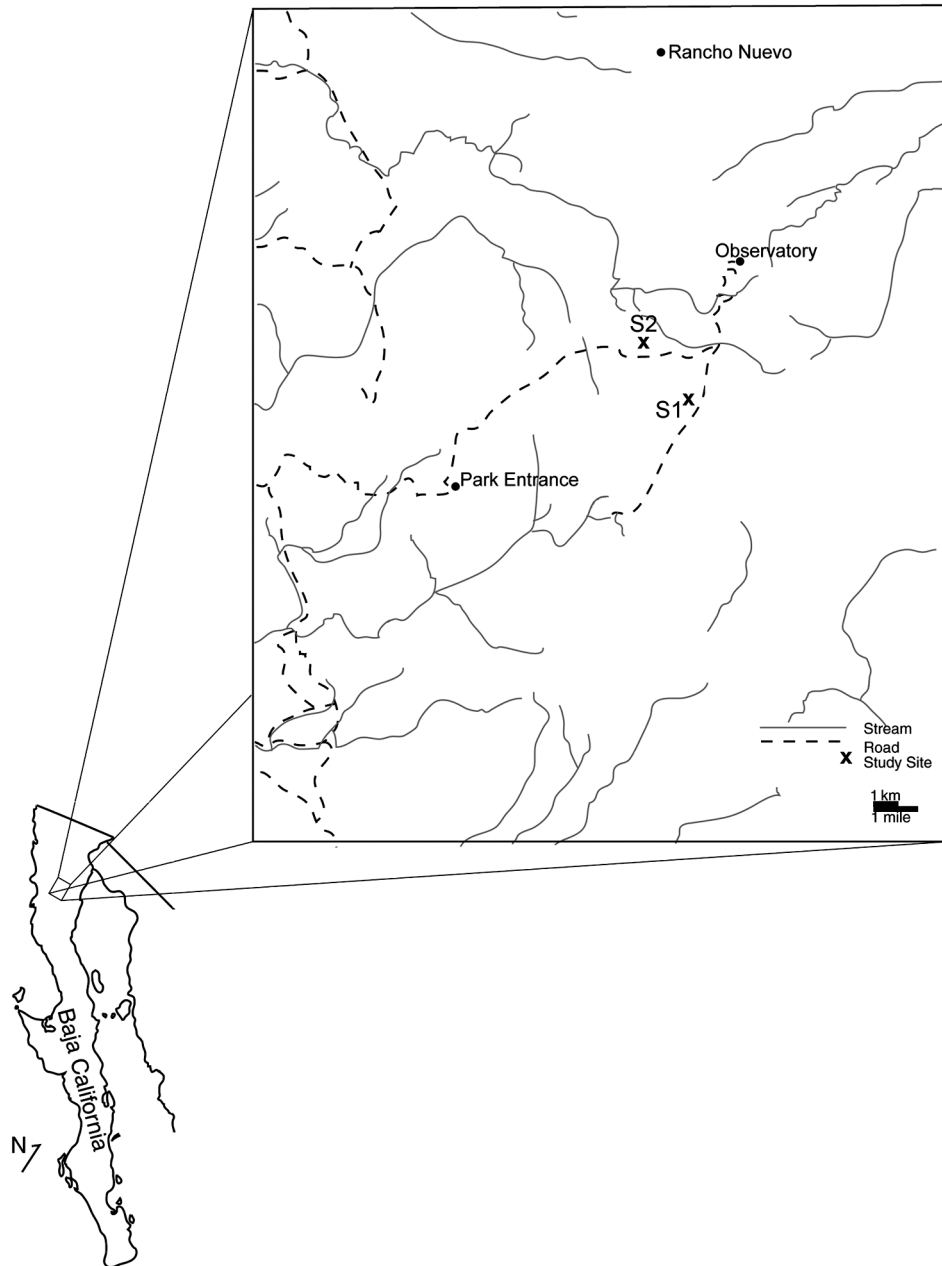 Rancho Nuevo
Observatory
S2
x
S1
x
Park Entrance
Stream
Road
x Study Site
1 km
1 mile
Baja California
N